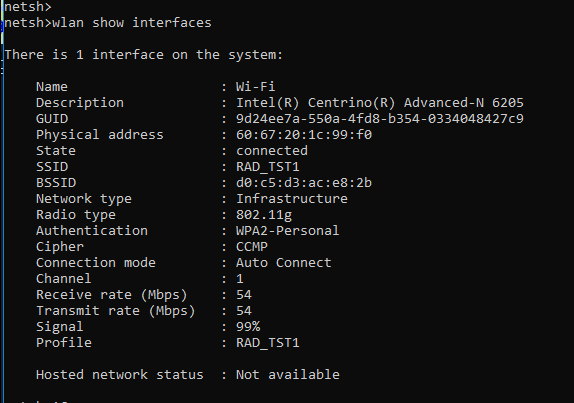 netsh>
netsh>wlan show interfaces
There is 1 interface on the system:
Name : Wi-Fi
Description : Intel(R) Centrino(R) Advanced-N 6205
GUID : 9d24ee7a-550a-4fd8-b354-0334048427c9
Physical address : 60:67:20:1c:99:f0
State : connected
SSID : RAD_TST1
BSSID : d0:c5:d3:ac:e8:2b
Network type : Infrastructure
Radio type : 802.11g
Authentication : WPA2-Personal
Cipher : CCMP
Connection mode : Auto Connect
Channel : 1
Receive rate (Mbps) : 54
Transmit rate (Mbps) : 54
Signal : 99%
Profile : RAD_TST1
Hosted network status : Not available